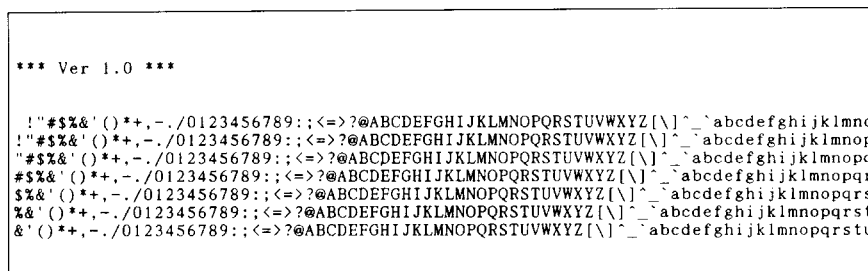 *** Ver 1.0 ***
 !"#$%&'()*+,-./0123456789:;<=>?@ABCDEFGHIJKLMNOPQRSTUVWXYZ[\]^_`abcdefghijklmno
!"#$%&'()*+,-./0123456789:;<=>?@ABCDEFGHIJKLMNOPQRSTUVWXYZ[\]^_`abcdefghijklmnop
"#$%&'()*+,-./0123456789:;<=>?@ABCDEFGHIJKLMNOPQRSTUVWXYZ[\]^_`abcdefghijklmnopq
#$%&'()*+,-./0123456789:;<=>?@ABCDEFGHIJKLMNOPQRSTUVWXYZ[\]^_`abcdefghijklmnopqr
$%&'()*+,-./0123456789:;<=>?@ABCDEFGHIJKLMNOPQRSTUVWXYZ[\]^_`abcdefghijklmnopqrs
%&'()*+,-./0123456789:;<=>?@ABCDEFGHIJKLMNOPQRSTUVWXYZ[\]^_`abcdefghijklmnopqrst
&'()*+,-./0123456789:;<=>?@ABCDEFGHIJKLMNOPQRSTUVWXYZ[\]^_`abcdefghijklmnopqrstu